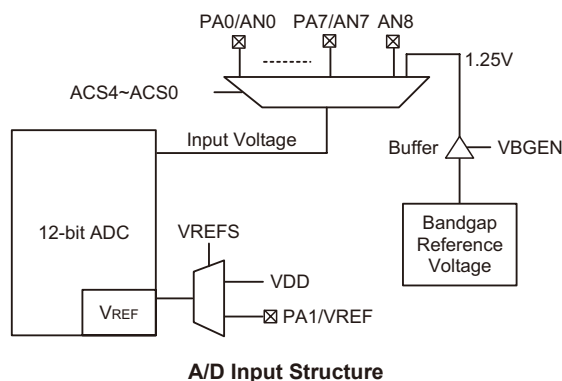 PA0/AN0 PA7/AN7 AN8
1.25V
ACS4~ACS0
Input Voltage
Buffer VBGEN
12-bit ADC
VREFS
Bandgap
Reference
Voltage
VDD
VREF
PA1/VREF
A/D Input Structure